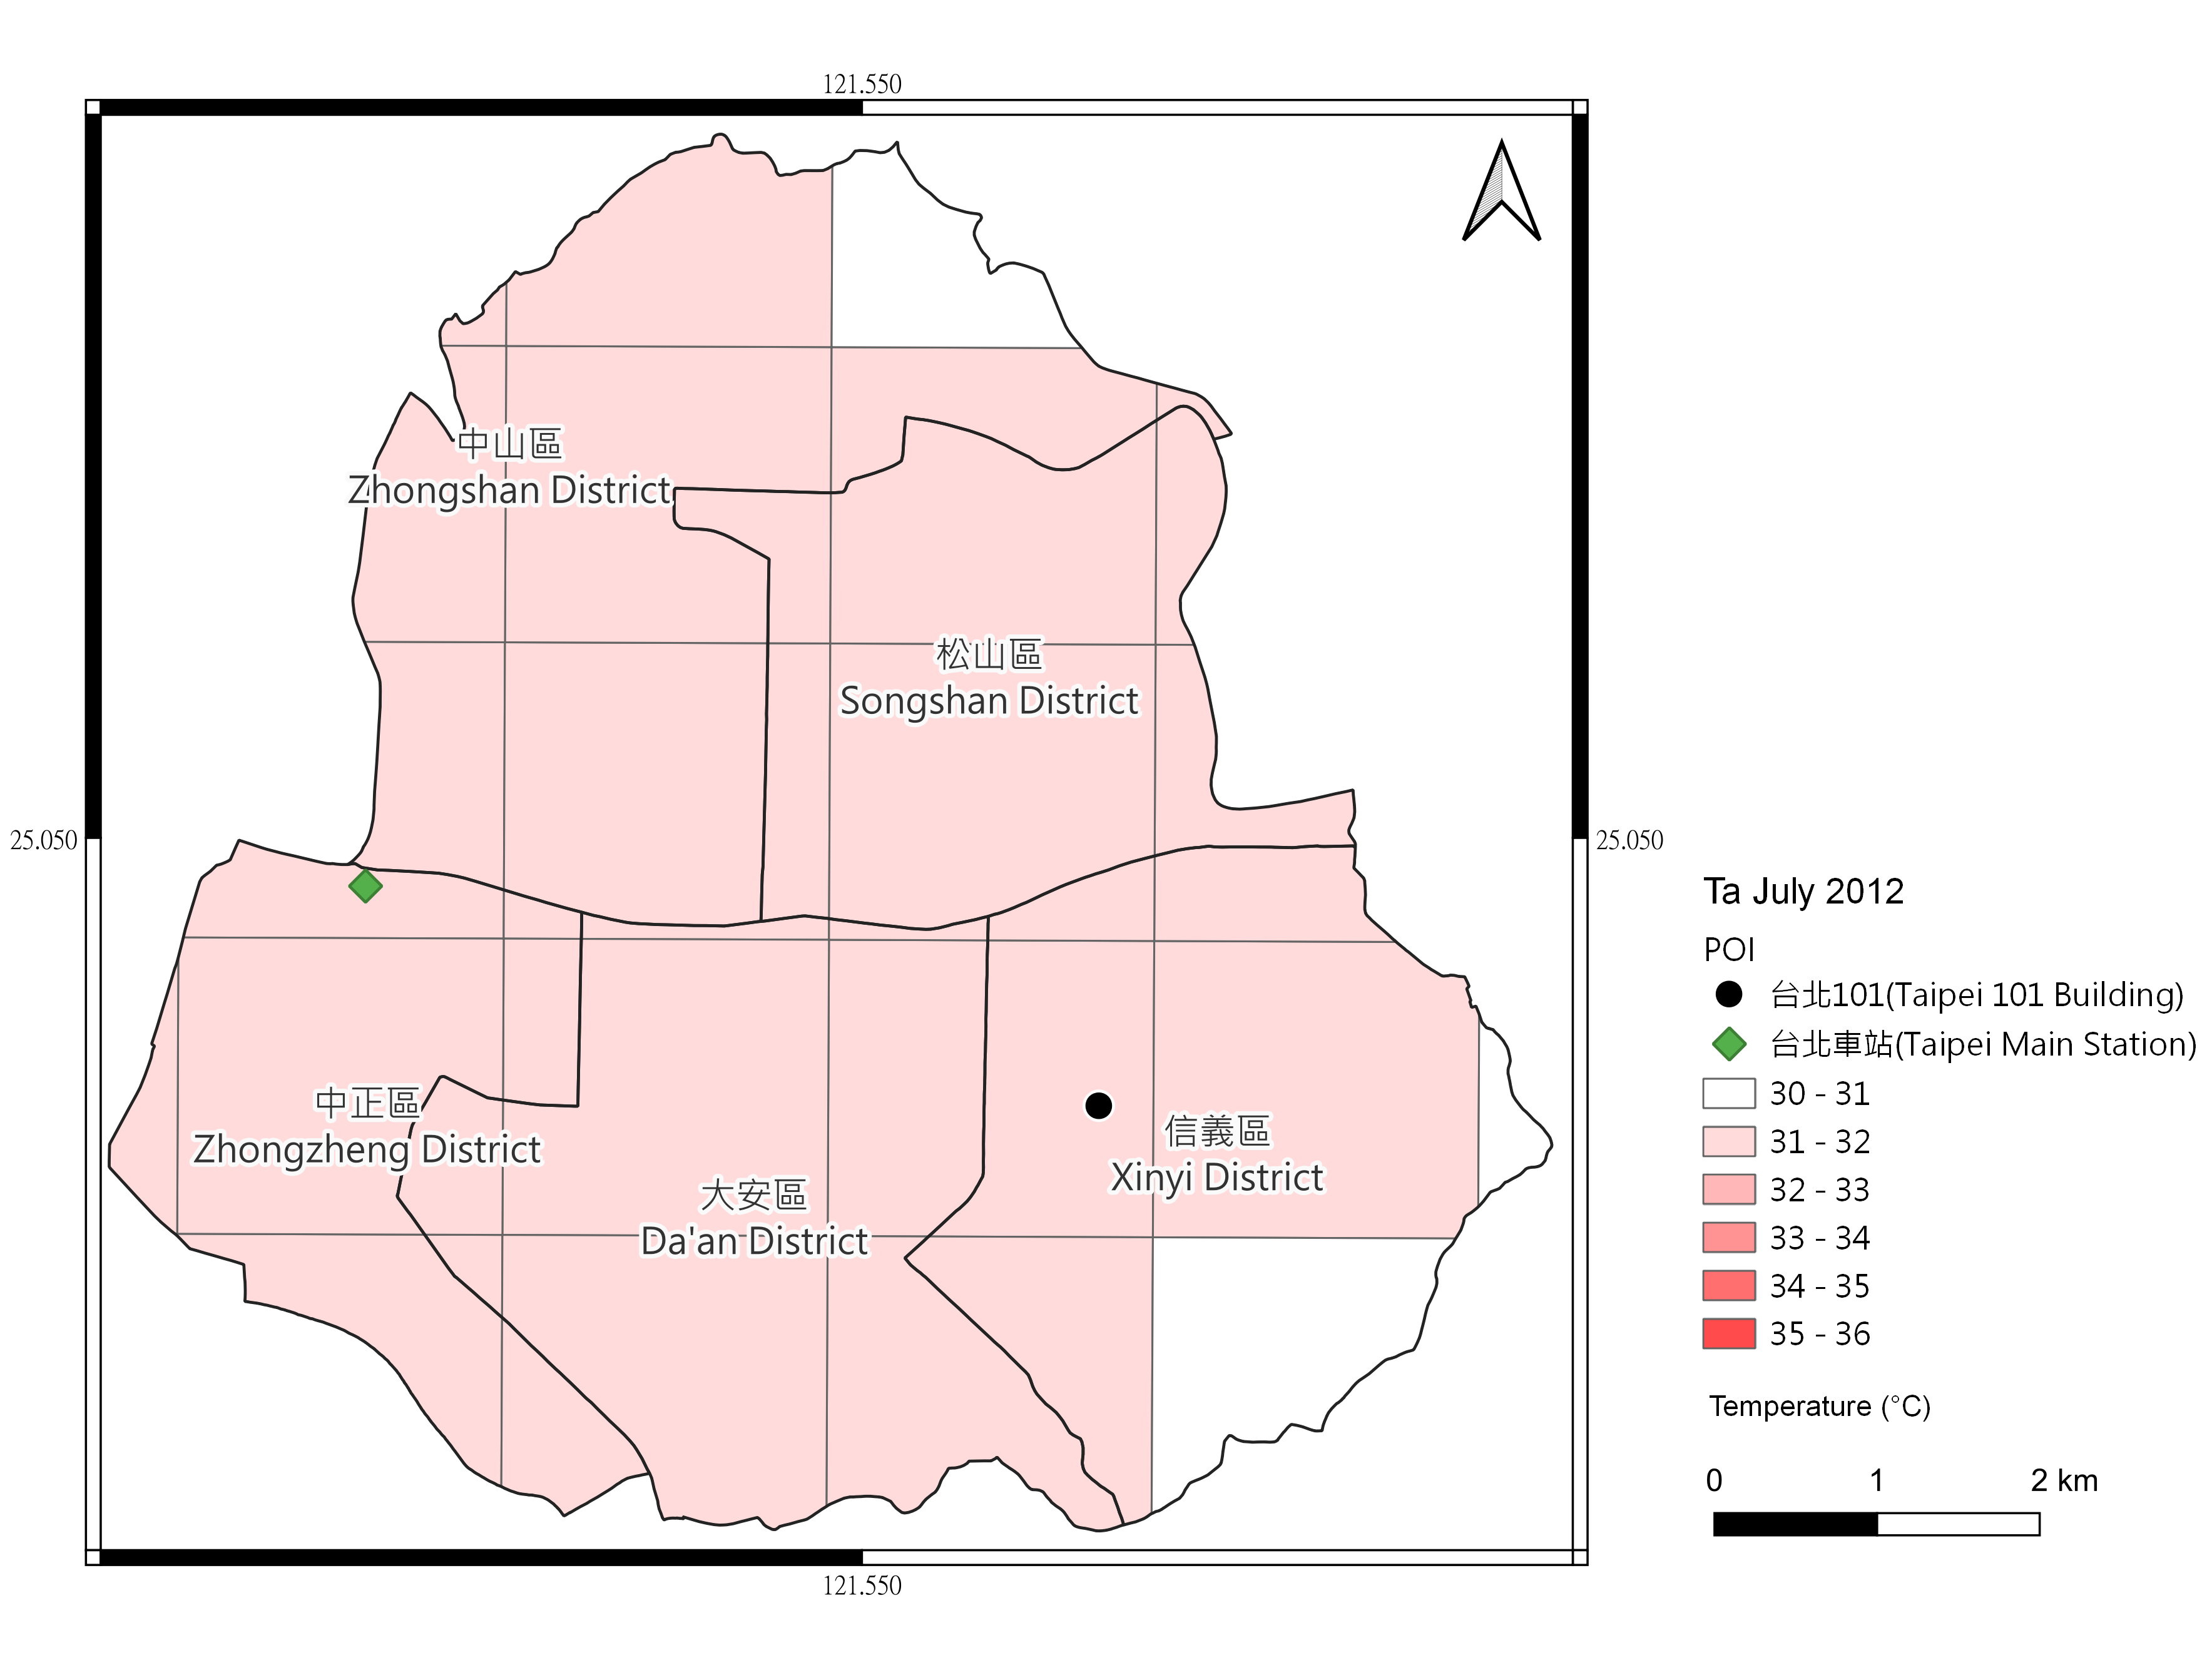 121.550
中山區
Zhongshan District
松山區
Songshan District
25.050
25.050
中正區
Zhongzheng District
大安區
Da'an District
信義區
Xinyi District
121.550
Ta July 2012
POI
台北101(Taipei 101 Building)
台北車站(Taipei Main Station)
30 - 31
31 - 32
32 - 33
33 - 34
34 - 35
35 - 36
Temperature (°C)
0 1 2 km